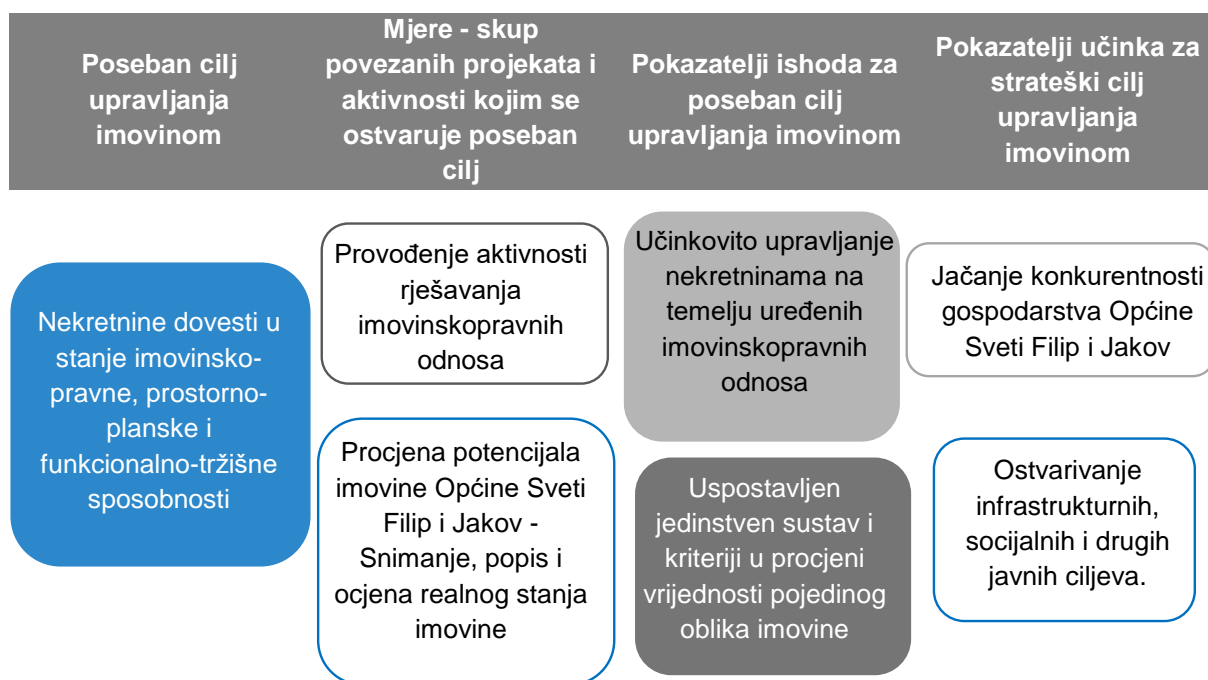 Poseban cilj
upravljanja
imovinom
Mjere - skup
povezanih projekata i
aktivnosti kojim se
ostvaruje poseban
cilj
Pokazatelji ishoda za
poseban cilj
upravljanja imovinom
Pokazatelji učinka za
strateški cilj
upravljanja
imovinom
Nekretnine dovesti u
stanje imovinsko-
pravne, prostorno-
planske i
funkcionalno-tržišne
sposobnosti
Provođenje aktivnosti
rješavanja
imovinskopravnih
odnosa
Procjena potencijala
imovine Općine Sveti
Filip i Jakov -
Snimanje, popis i
ocjena realnog stanja
imovine
Učinkovito upravljanje
nekretninama na
temelju uređenih
imovinskopravnih
odnosa
Uspostavljen
jedinstven sustav i
kriteriji u procjeni
vrijednosti pojedinog
oblika imovine
Jačanje konkurentnosti
gospodarstva Općine
Sveti Filip i Jakov
Ostvarivanje
infrastrukturnih,
socijalnih i drugih
javnih ciljeva.